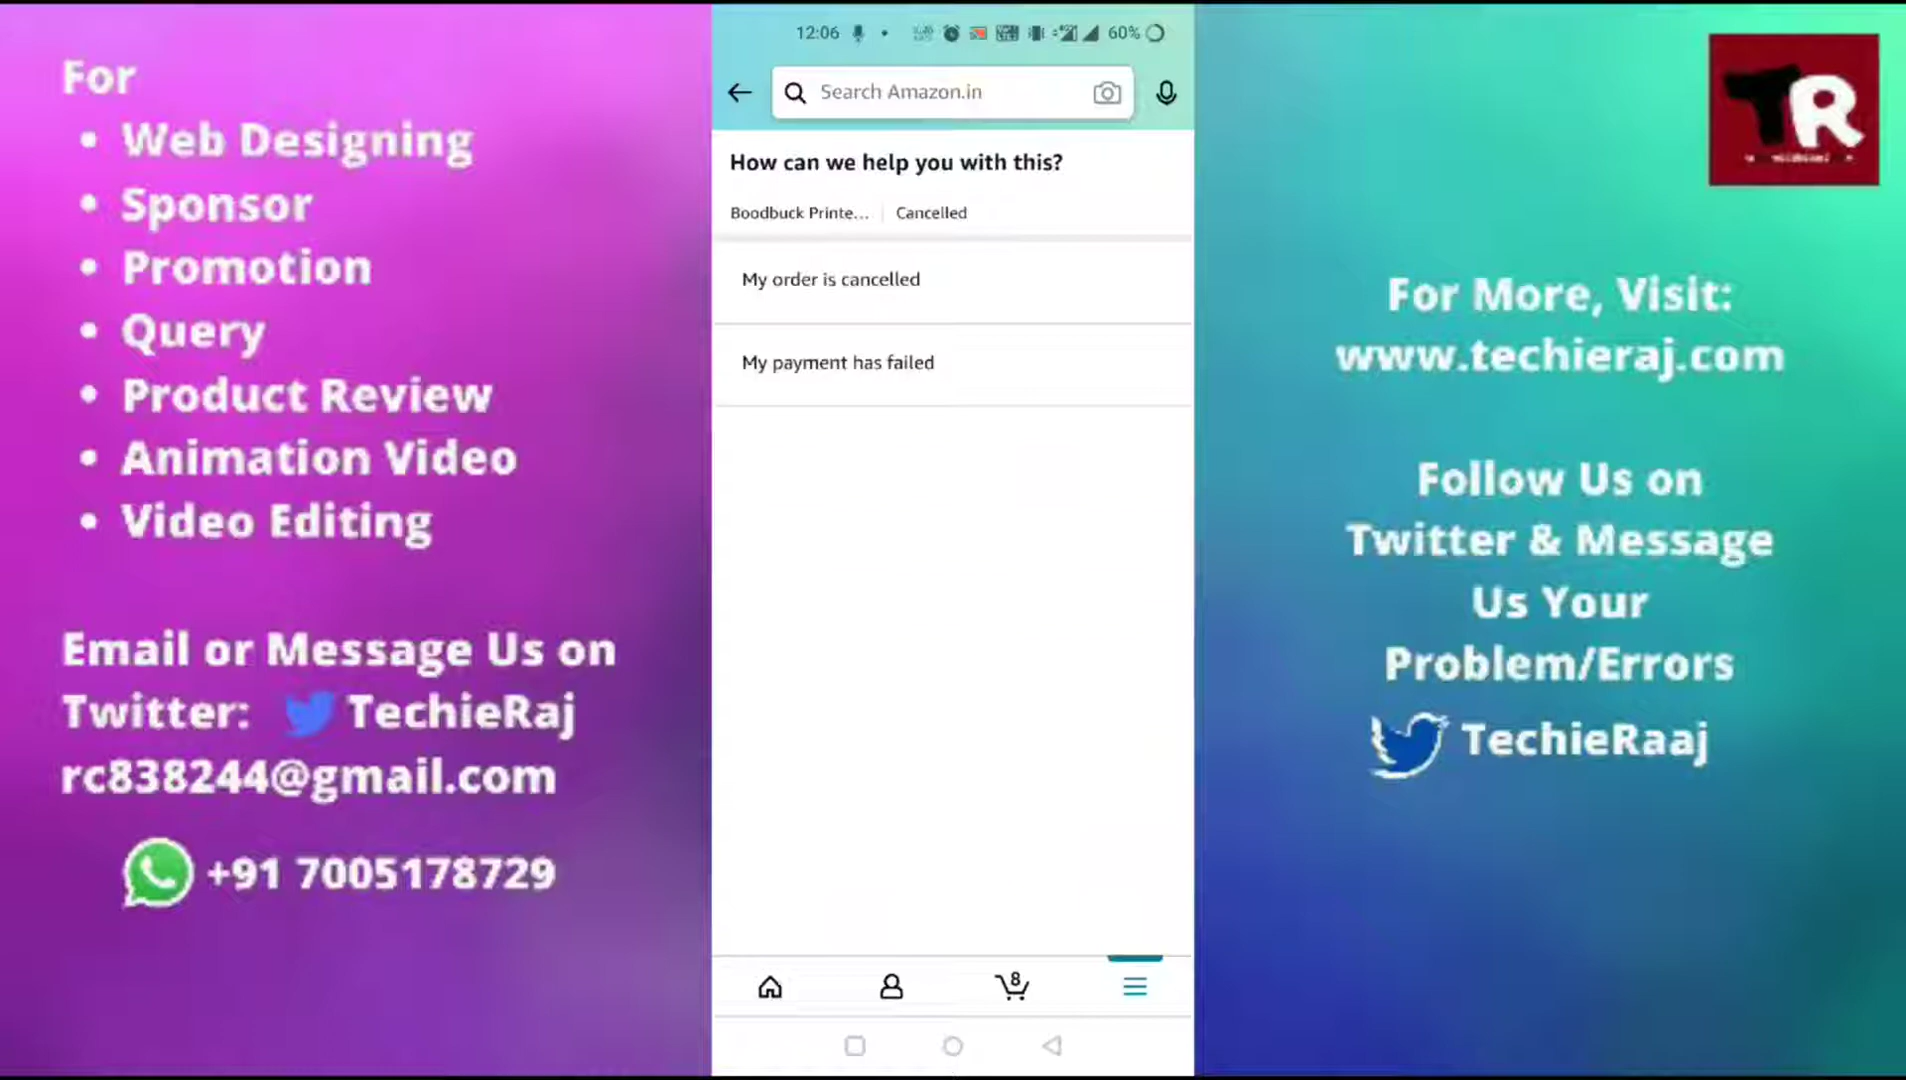 For
• Web Designing
• Sponsor
• Promotion
• Query
• Product Review
• Animation Video
• Video Editing
Email or Message Us on
Twitter: TechieRaj
rc838244@gmail.com
+91 7005178729
12:06
60%
Search Amazon.in
How can we help you with this?
Boodbuck Printe... | Cancelled
My order is cancelled
My payment has failed
8
TR
For More, Visit:
www.techieraj.com
Follow Us on
Twitter & Message
Us Your
Problem/Errors
TechieRaaj